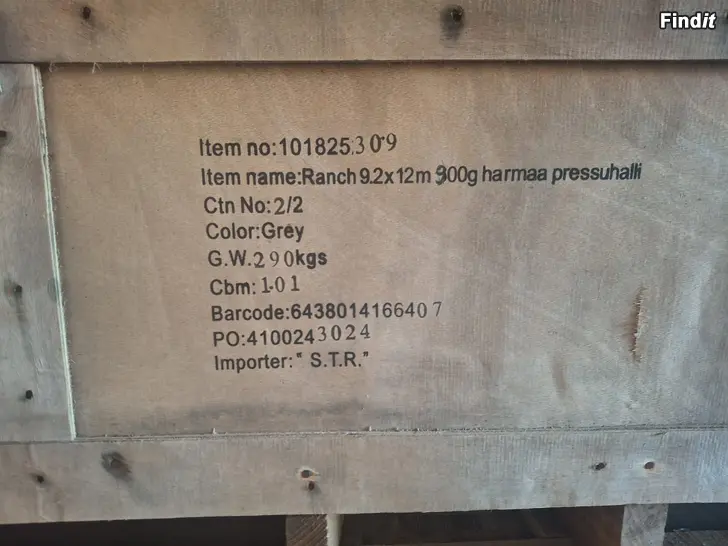 Findit
Item no:101825309
Item name:Ranch 9.2x12m 900g harmaa pressuhalli
Ctn No:2/2
Color:Grey
G.W.290kgs
Cbm: 1.01
Barcode:6438014166407
PO:4100243024
Importer:“ S.T.R.”